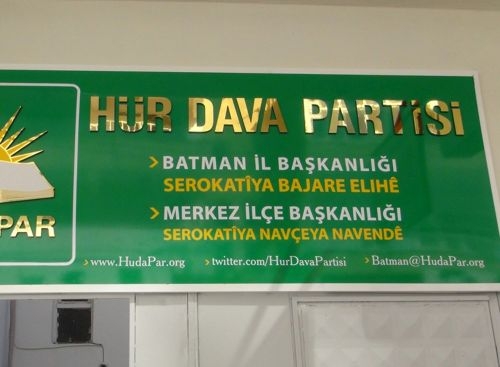 HÜR DAVA PARTİSİ
PAR
›BATMAN İL BAŞKANLIĞI
SEROKATÎYA BAJARE ELIHÊ
›MERKEZ İLÇE BAŞKANLIĞI
SEROKATÎYA NAVÇEYA NAVENDÊ
›www.HudaPar.org ›twitter.com/HurDavaPartisi ›Batman@HudaPar.org